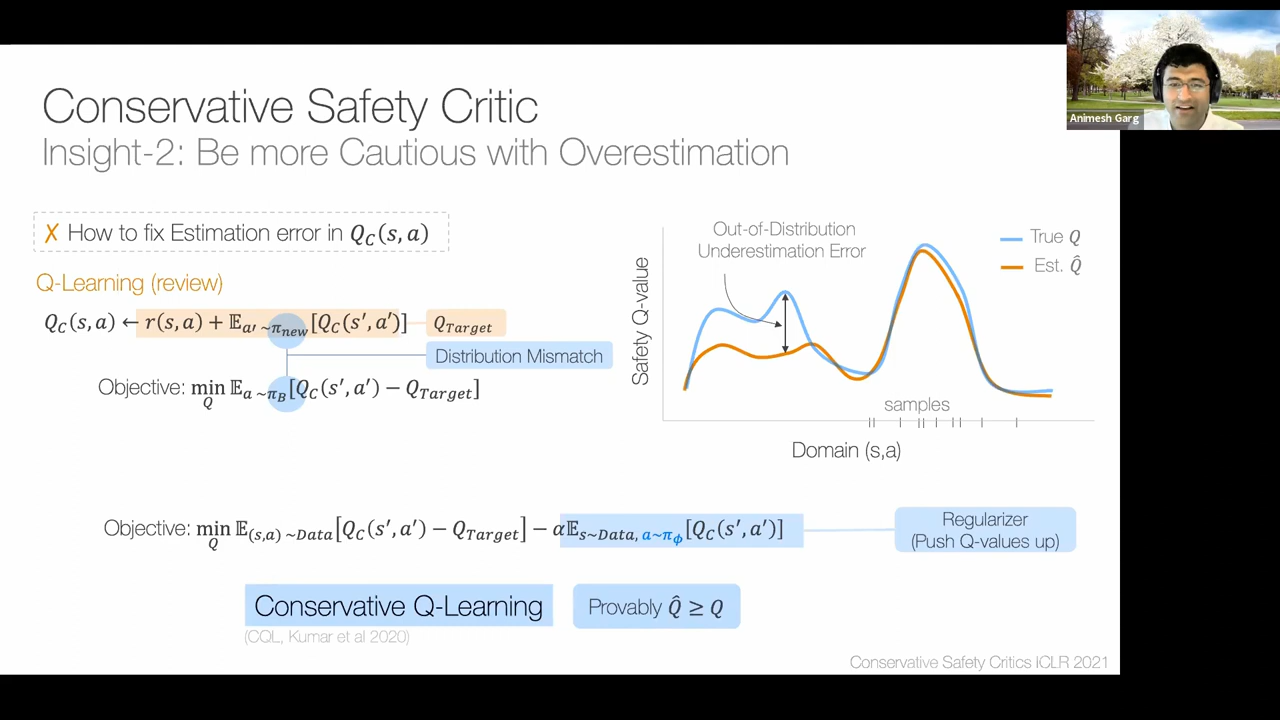 Conservative Safety Critic
Insight-2: Be more Cautious with Overestimation
Animesh Garg
✗ How to fix Estimation error in Q_C(s, a)
Q-Learning (review)
Q_C(s, a) ← r(s, a) + 𝔼_{a′ ~π_new}[Q_C(s′, a′)]
Q_Target
Distribution Mismatch
Objective: min_Q 𝔼_{a ~π_B}[Q_C(s′, a′) − Q_Target]
Out-of-Distribution
Underestimation Error
True Q
Est. Q̂
Safety Q-value
samples
Domain (s,a)
Objective: min_Q 𝔼_{(s,a) ~Data}[Q_C(s′, a′) − Q_Target] − α𝔼_{s~Data, a~π_ϕ}[Q_C(s′, a′)]
Regularizer
(Push Q-values up)
Conservative Q-Learning
Provably Q̂ ≥ Q
(CQL, Kumar et al 2020)
Conservative Safety Critics ICLR 2021